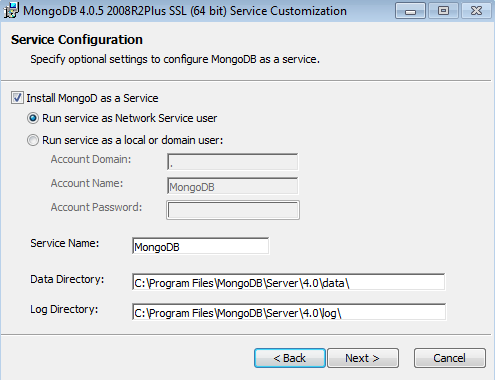 MongoDB 4.0.5 2008R2Plus SSL (64 bit) Service Customization
Service Configuration
Specify optional settings to configure MongoDB as a service.
Install MongoD as a Service
Run service as Network Service user
Run service as a local or domain user:
Account Domain: .
Account Name: MongoDB
Account Password:
Service Name: MongoDB
Data Directory: C:\Program Files\MongoDB\Server\4.0\data\
Log Directory: C:\Program Files\MongoDB\Server\4.0\log\
< Back Next > Cancel